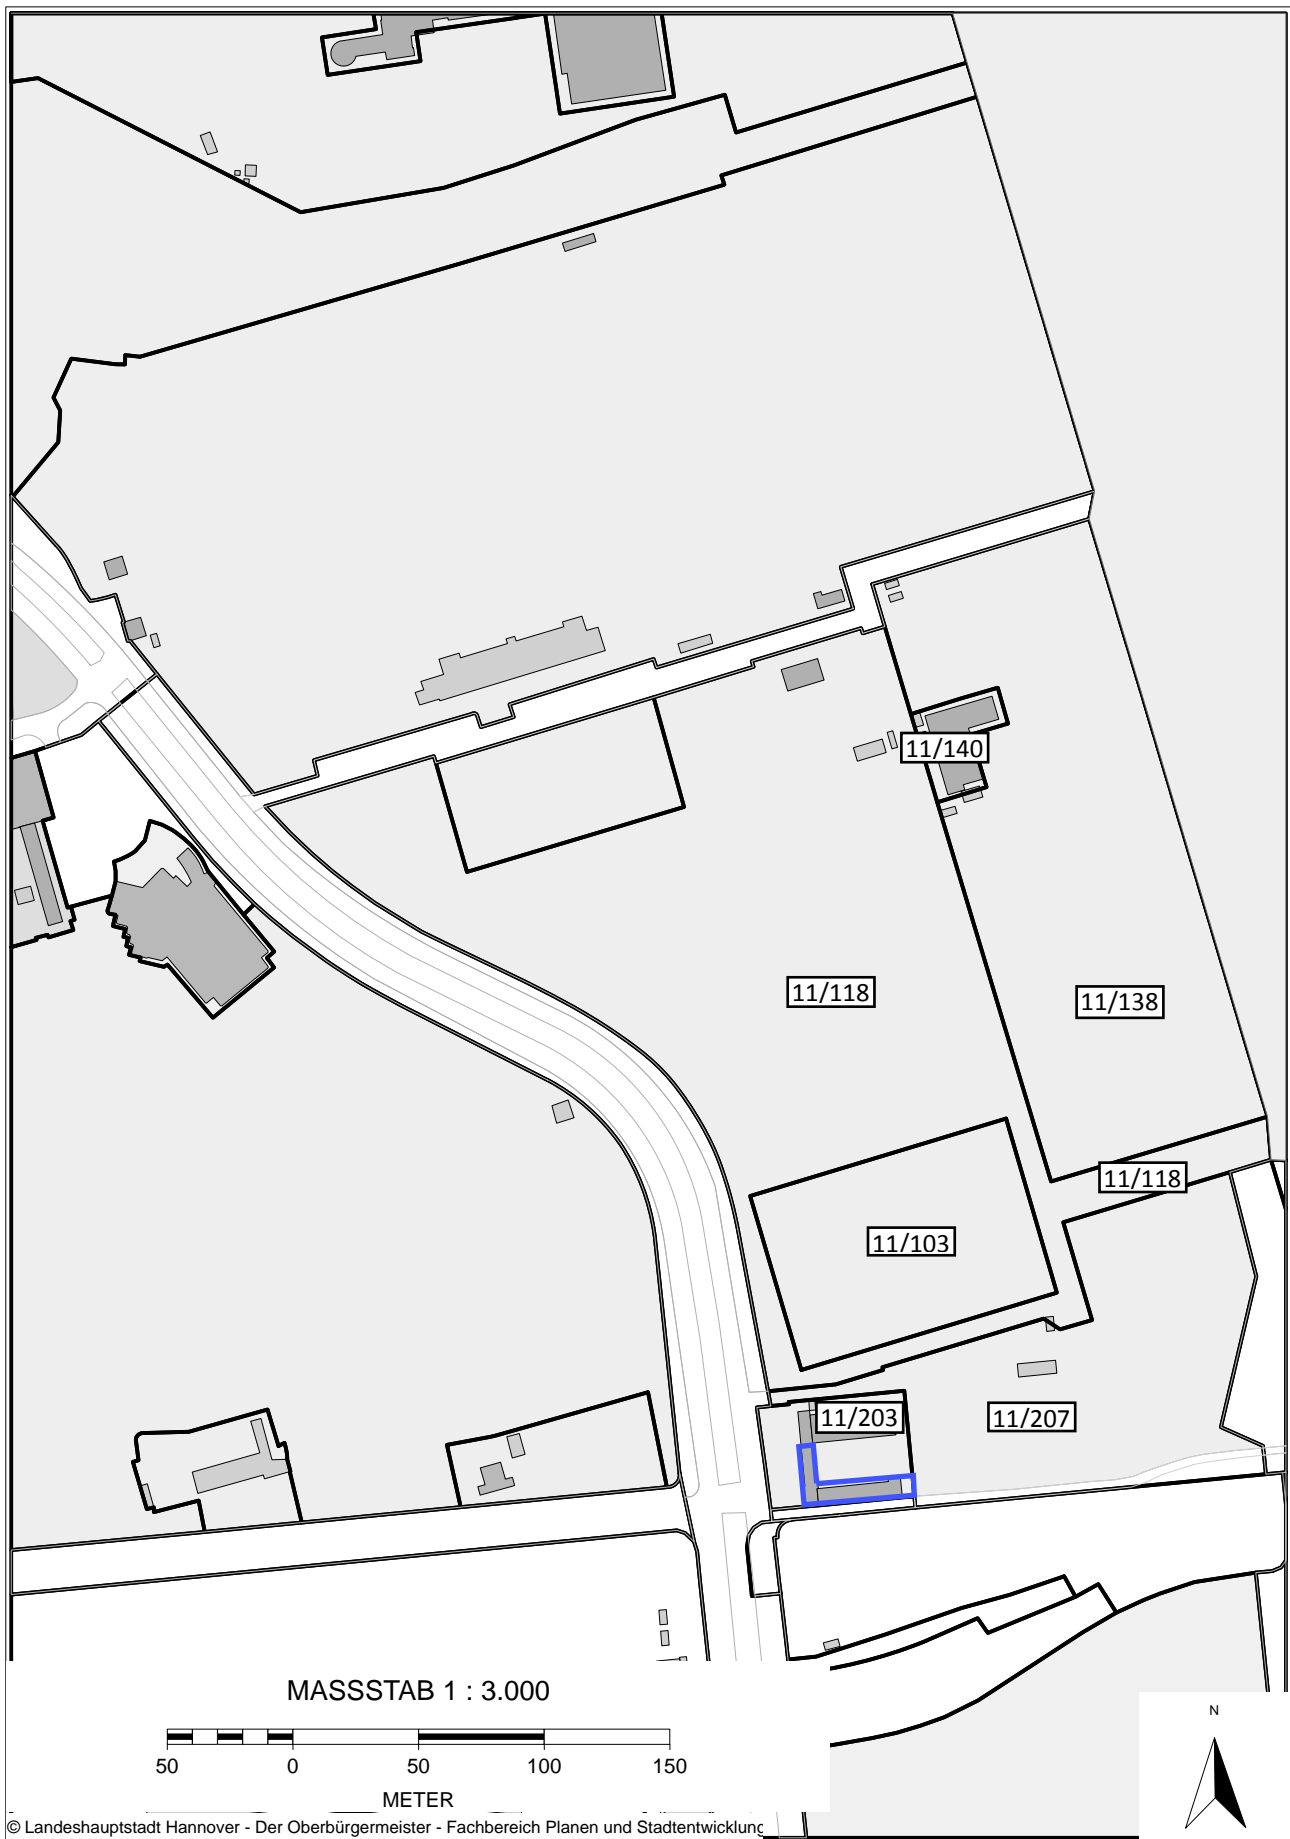 11/140
11/118
11/138
11/118
11/103
11/203
11/207
MASSSTAB 1 : 3.000
50 0 50 100 150
METER
N
© Landeshauptstadt Hannover - Der Oberbürgermeister - Fachbereich Planen und Stadtentwicklung